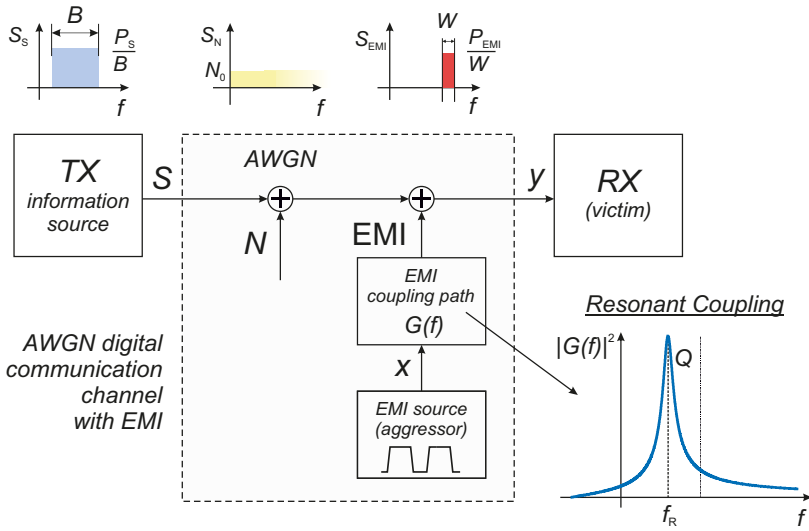 B
S_S
P_S/B
f
S_N
N_0
f
W
S_EMI
P_EMI/W
f
TX
information
source
S
AWGN
N
EMI
y
RX
(victim)
EMI
coupling path
G(f)
x
EMI source
(aggressor)
AWGN digital
communication
channel
with EMI
Resonant Coupling
|G(f)|²
Q
f_R
f